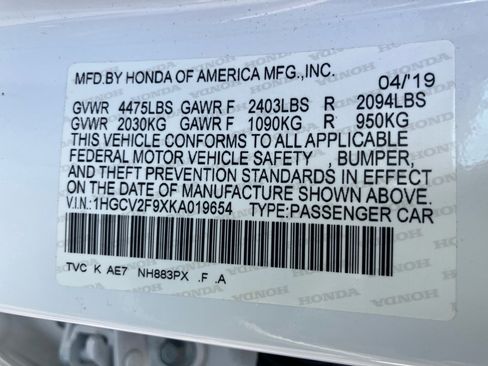 MFD.BY HONDA OF AMERICA MFG.,INC. 04/'19
GVWR 4475LBS GAWR F 2403LBS R 2094LBS
GVWR 2030KG GAWR F 1090KG R 950KG
THIS VEHICLE CONFORMS TO ALL APPLICABLE
FEDERAL MOTOR VEHICLE SAFETY , BUMPER,
AND THEFT PREVENTION STANDARDS IN EFFECT
ON THE DATE OF MANUFACTURE SHOWN ABOVE.
V.I.N.:1HGCV2F9XKA019654 TYPE:PASSENGER CAR
TVC K AE7 NH883PX .F .A